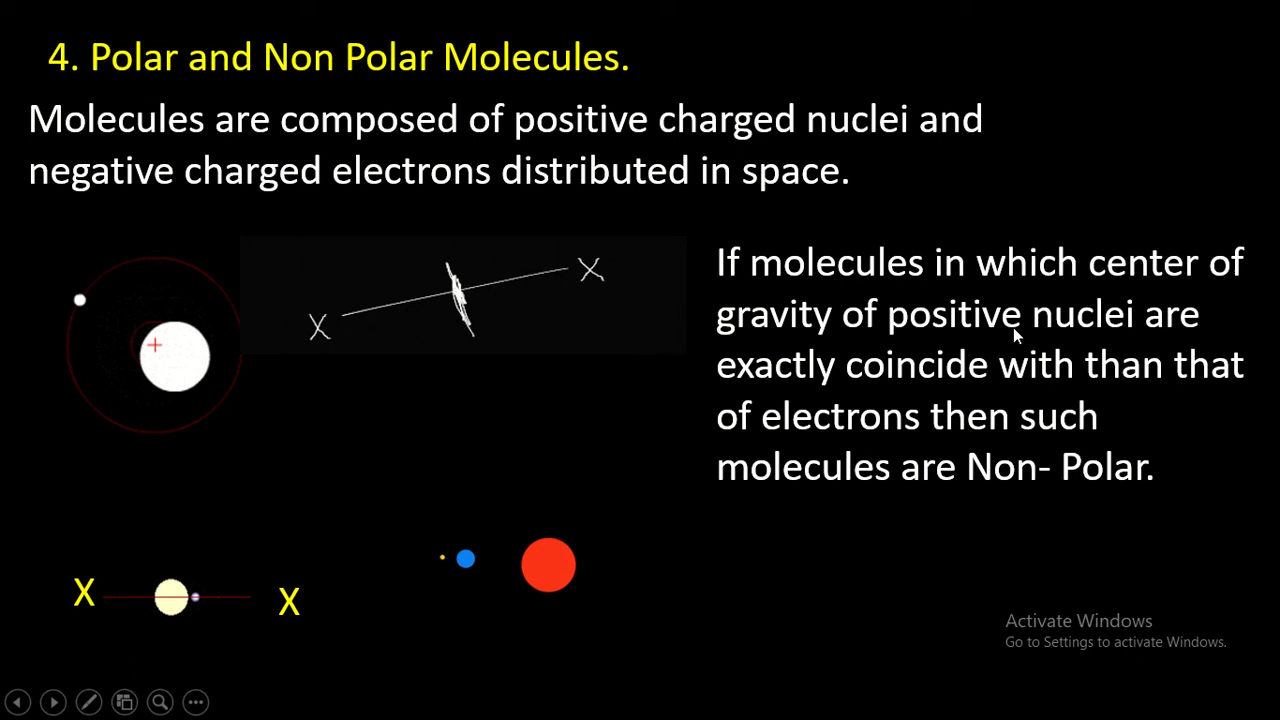 4. Polar and Non Polar Molecules.
Molecules are composed of positive charged nuclei and
negative charged electrons distributed in space.
X X
If molecules in which center of
gravity of positive nuclei are
exactly coincide with than that
of electrons then such
molecules are Non- Polar.
X X
Activate Windows
Go to Settings to activate Windows.